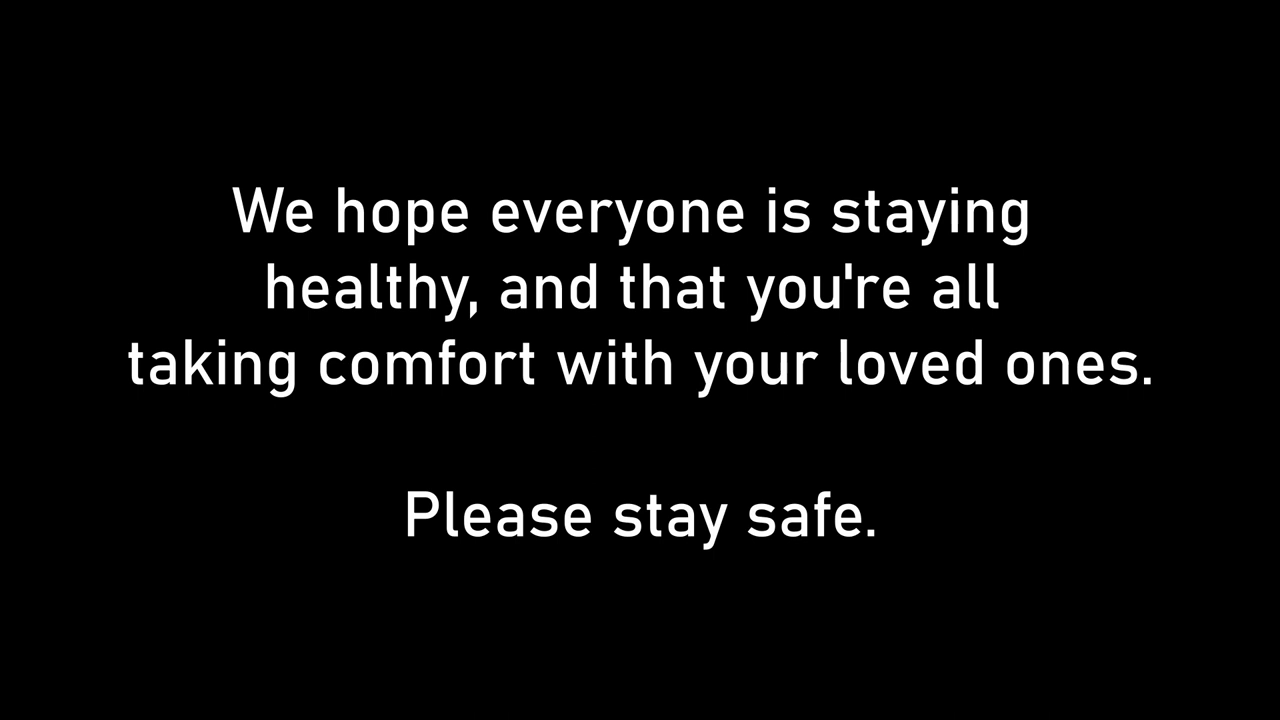 We hope everyone is staying
healthy, and that you're all
taking comfort with your loved ones.
Please stay safe.